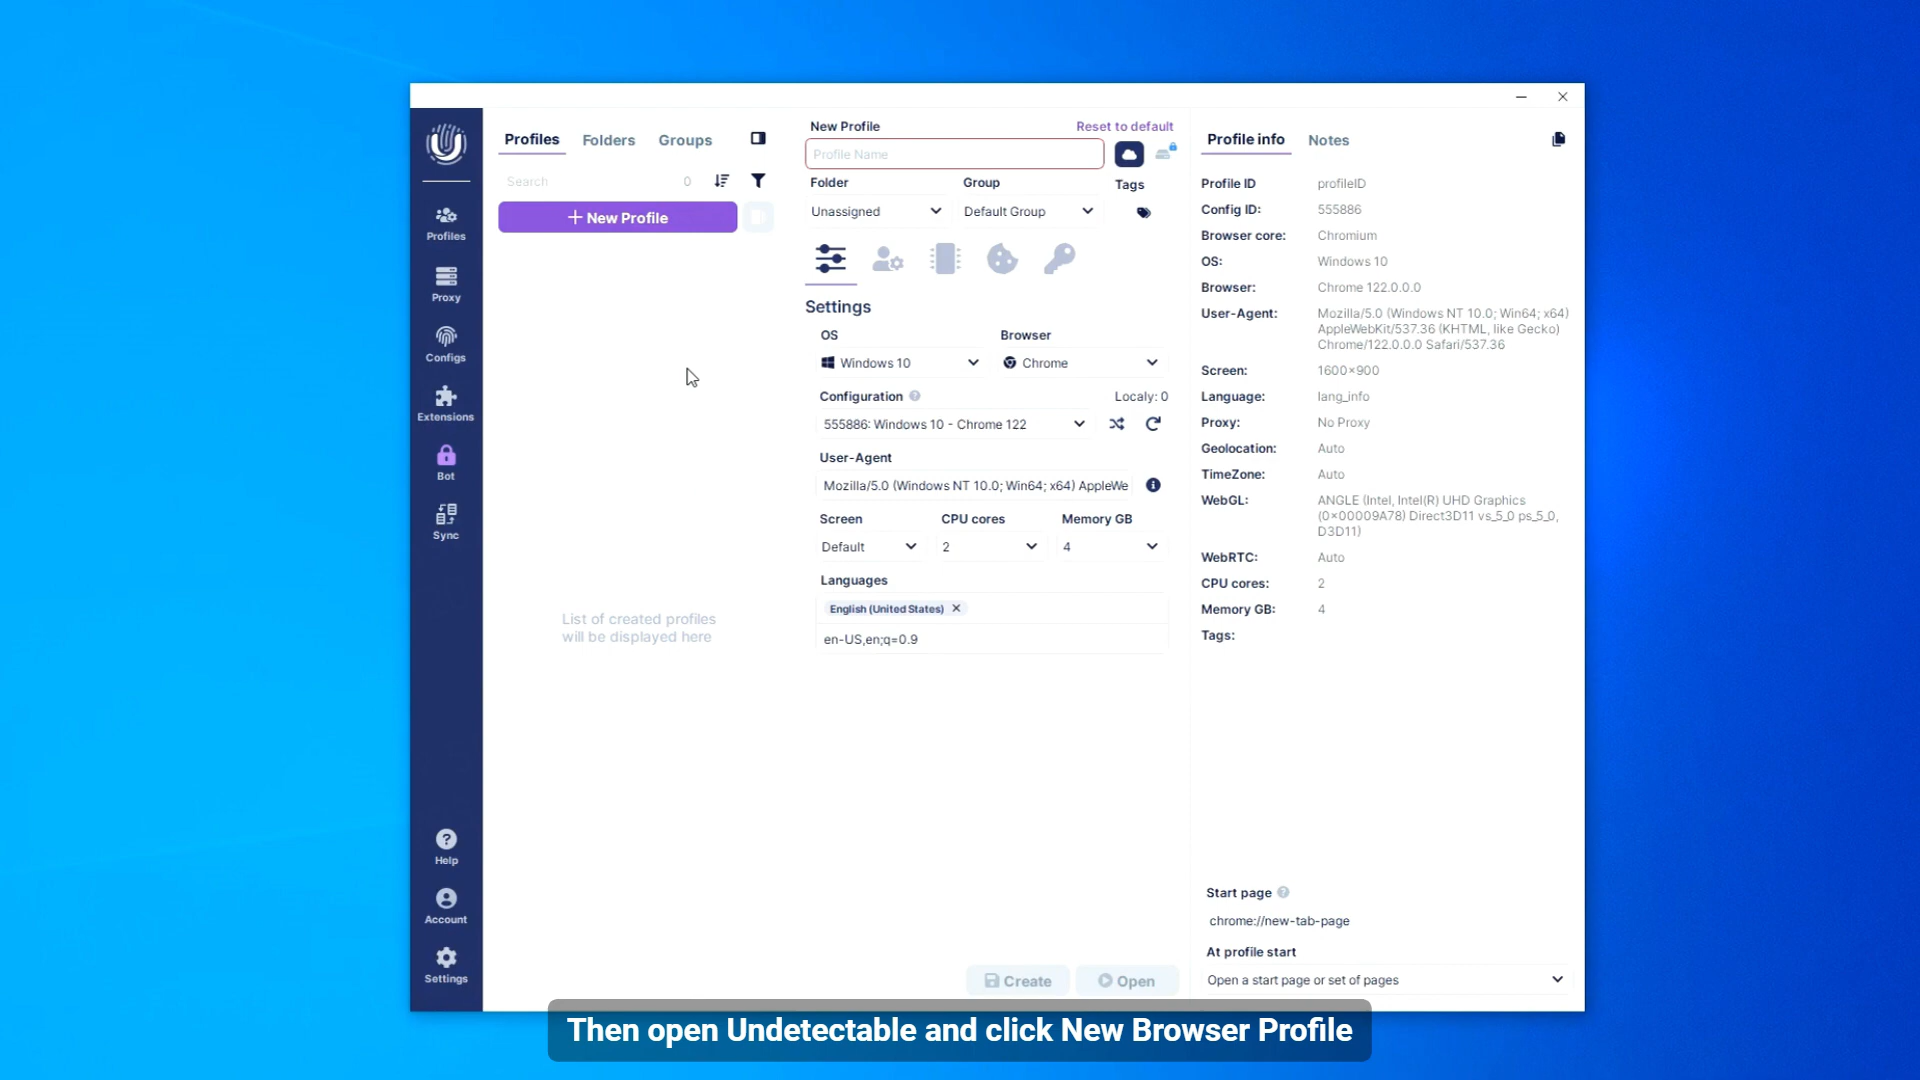 Profiles
Proxy
Configs
Extensions
Bot
Sync
Help
Account
Settings
Profiles Folders Groups
Search 0
+ New Profile
List of created profiles
will be displayed here
New Profile Reset to default
Profile Name
Folder Group Tags
Unassigned Default Group
Settings
OS Browser
Windows 10 Chrome
Configuration Localy: 0
555886: Windows 10 - Chrome 122
User-Agent
Mozilla/5.0 (Windows NT 10.0; Win64; x64) AppleWe
Screen CPU cores Memory GB
Default 2 4
Languages
English (United States)
en-US,en;q=0.9
Create Open
Profile info Notes
Profile ID profileID
Config ID: 555886
Browser core: Chromium
OS: Windows 10
Browser: Chrome 122.0.0.0
User-Agent: Mozilla/5.0 (Windows NT 10.0; Win64; x64)
AppleWebKit/537.36 (KHTML, like Gecko)
Chrome/122.0.0.0 Safari/537.36
Screen: 1600×900
Language: lang_info
Proxy: No Proxy
Geolocation: Auto
TimeZone: Auto
WebGL: ANGLE (Intel, Intel(R) UHD Graphics
(0×00009A78) Direct3D11 vs_5_0 ps_5_0,
D3D11)
WebRTC: Auto
CPU cores: 2
Memory GB: 4
Tags:
Start page
chrome://new-tab-page
At profile start
Open a start page or set of pages
Then open Undetectable and click New Browser Profile